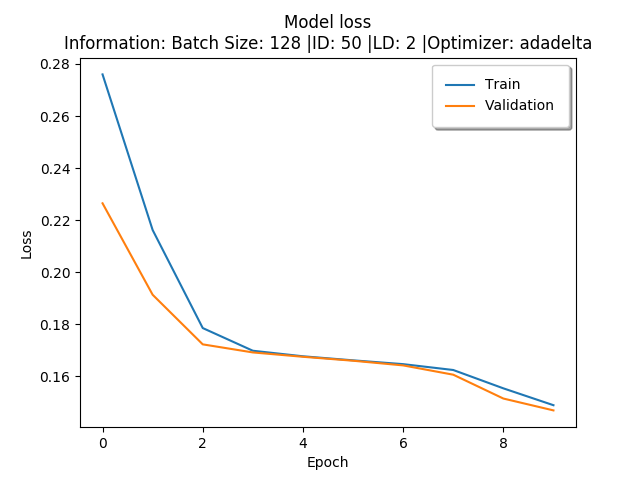 Model loss
Information: Batch Size: 128 |ID: 50 |LD: 2 |Optimizer: adadelta
0.28
0.26
0.24
0.22
0.20
0.18
0.16
Loss
Train
Validation
0 2 4 6 8
Epoch